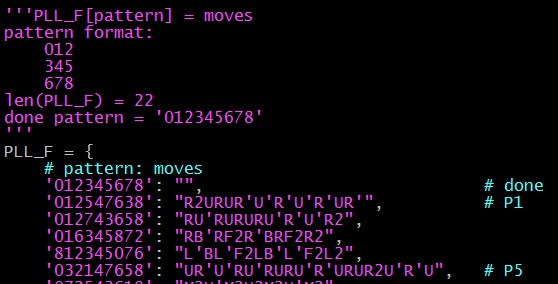 '''PLL_F[pattern] = moves
pattern format:
    012
    345
    678
len(PLL_F) = 22
done pattern = '012345678'
'''
PLL_F = {
    # pattern: moves
    '012345678': "", # done
    '012547638': "R2URUR'U'R'U'R'UR'", # P1
    '012743658': "RU'RURURU'R'U'R2",
    '016345872': "RB'RF2R'BRF2R2",
    '812345076': "L'BL'F2LB'L'F2L2",
    '032147658': "UR'U'RU'RURU'R'URUR2U'R'U", # P5